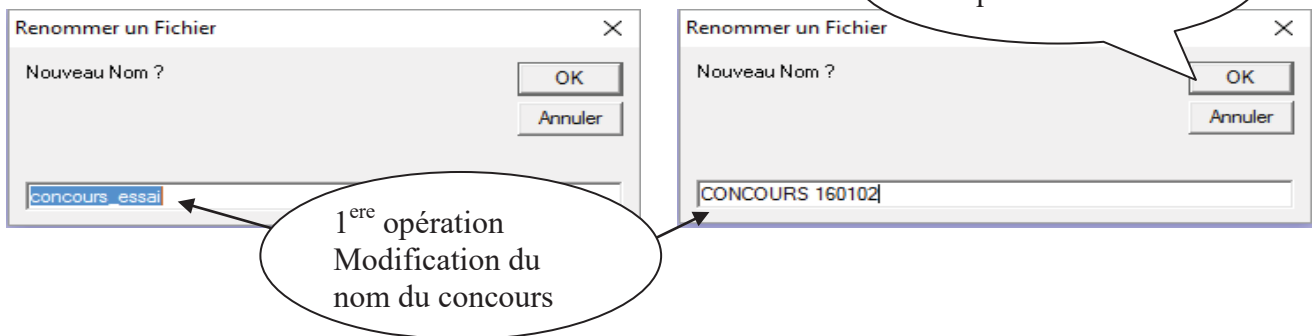 Renommer un Fichier
Nouveau Nom ?
OK
Annuler
concours_essai
Renommer un Fichier
Nouveau Nom ?
OK
Annuler
CONCOURS 160102
1ere opération
Modification du
nom du concours